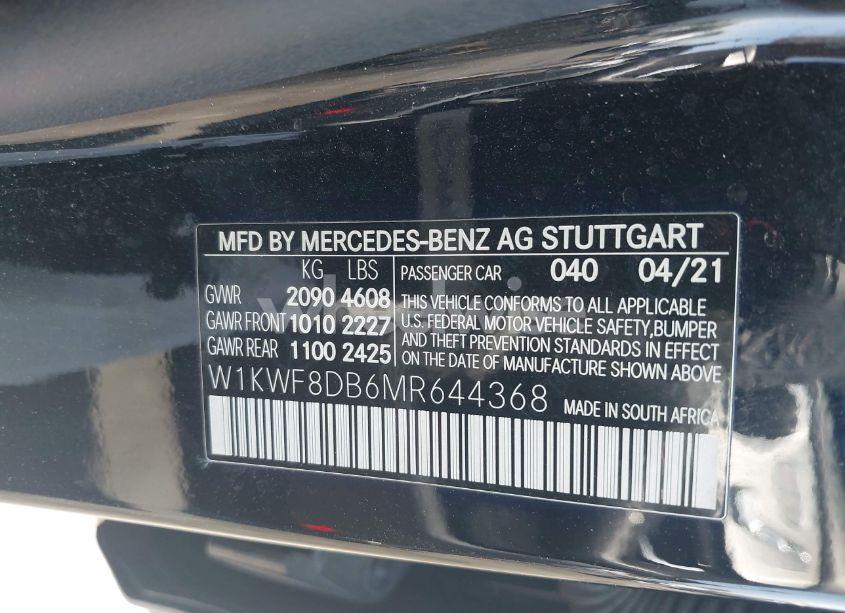 MFD BY MERCEDES-BENZ AG STUTTGART
KG LBS
GVWR 2090 4608
GAWR FRONT 1010 2227
GAWR REAR 1100 2425
PASSENGER CAR 040 04/21
THIS VEHICLE CONFORMS TO ALL APPLICABLE
U.S. FEDERAL MOTOR VEHICLE SAFETY,BUMPER
AND THEFT PREVENTION STANDARDS IN EFFECT
ON THE DATE OF MANUFACTURE SHOWN ABOVE
W1KWF8DB6MR644368 MADE IN SOUTH AFRICA